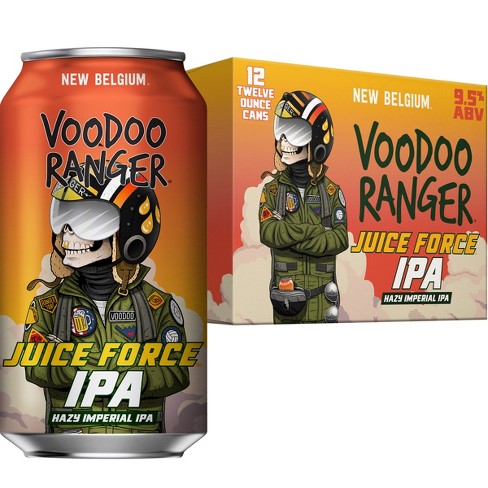 NEW BELGIUM
VOODOO
RANGER
VOODOO
JUICE FORCE
IPA
HAZY IMPERIAL IPA
12
TWELVE
OUNCE
CANS
NEW BELGIUM
9.5%
ABV
VOODOO
RANGER
JUICE FORCE
IPA
HAZY IMPERIAL IPA